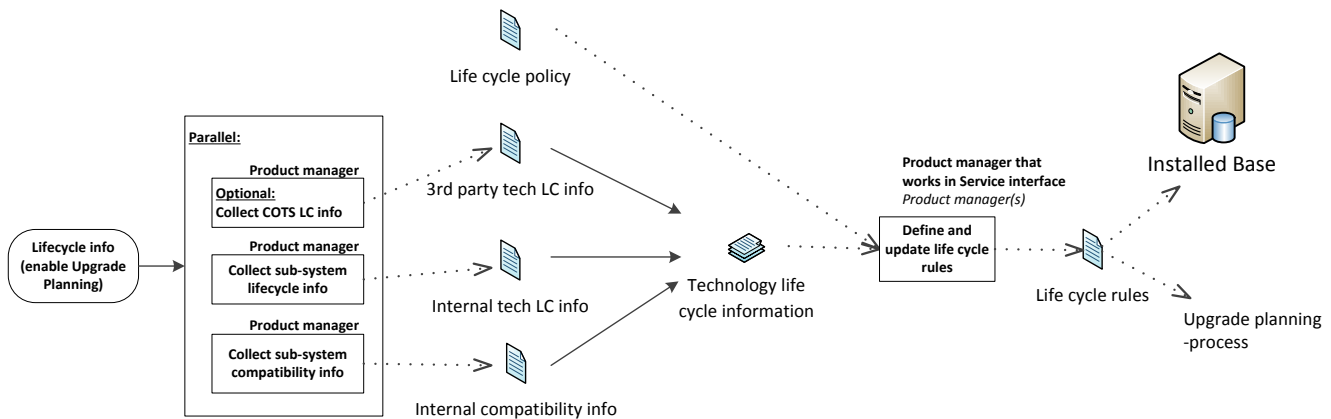 Life cycle policy
Parallel:
Product manager
Optional:
Collect COTS LC info
3rd party tech LC info
Product manager that
works in Service interface
Product manager(s)
Installed Base
Lifecycle info
(enable Upgrade
Planning)
Product manager
Collect sub-system
lifecycle info
Internal tech LC info
Technology life
cycle information
Define and
update life cycle
rules
Life cycle rules
Product manager
Collect sub-system
compatibility info
Internal compatibility info
Upgrade planning
-process